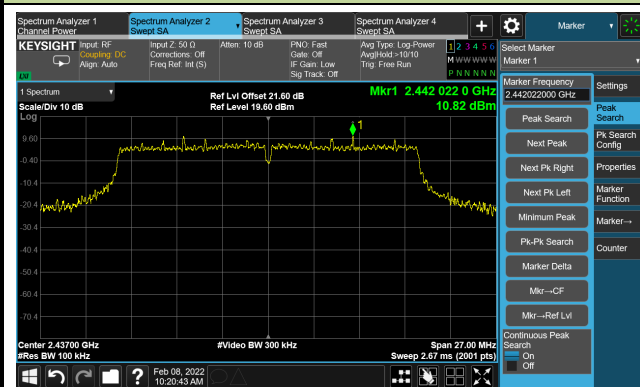 Spectrum Analyzer 1
Channel Power
Spectrum Analyzer 2
Swept SA
Spectrum Analyzer 3
Swept SA
Spectrum Analyzer 4
Swept SA
+
Marker
KEYSIGHT
Input: RF
Coupling: DC
Align: Auto
Input Z: 50 Ω
Corrections: Off
Freq Ref: Int (S)
Atten: 10 dB
PNO: Fast
Gate: Off
IF Gain: Low
Sig Track: Off
Avg Type: Log-Power
Avg|Hold:>10/10
Trig: Free Run
1 2 3 4 5 6
M W W W W W
P N N N N N
LXI
Select Marker
Marker 1
1 Spectrum
Scale/Div 10 dB
Ref Lvl Offset 21.60 dB
Ref Level 19.60 dBm
Mkr1 2.442 022 0 GHz
10.82 dBm
Log
1
9.60
-0.40
-10.4
-20.4
-30.4
-40.4
-50.4
-60.4
-70.4
Center 2.43700 GHz
#Res BW 100 kHz
#Video BW 300 kHz
Span 27.00 MHz
Sweep 2.67 ms (2001 pts)
Marker Frequency
2.442022000 GHz
Peak Search
Next Peak
Next Pk Right
Next Pk Left
Minimum Peak
Pk-Pk Search
Marker Delta
Mkr→CF
Mkr→Ref Lvl
Continuous Peak
Search
On
Off
Settings
Peak
Search
Pk Search
Config
Properties
Marker
Function
Marker→
Counter
?
Feb 08, 2022
10:20:43 AM